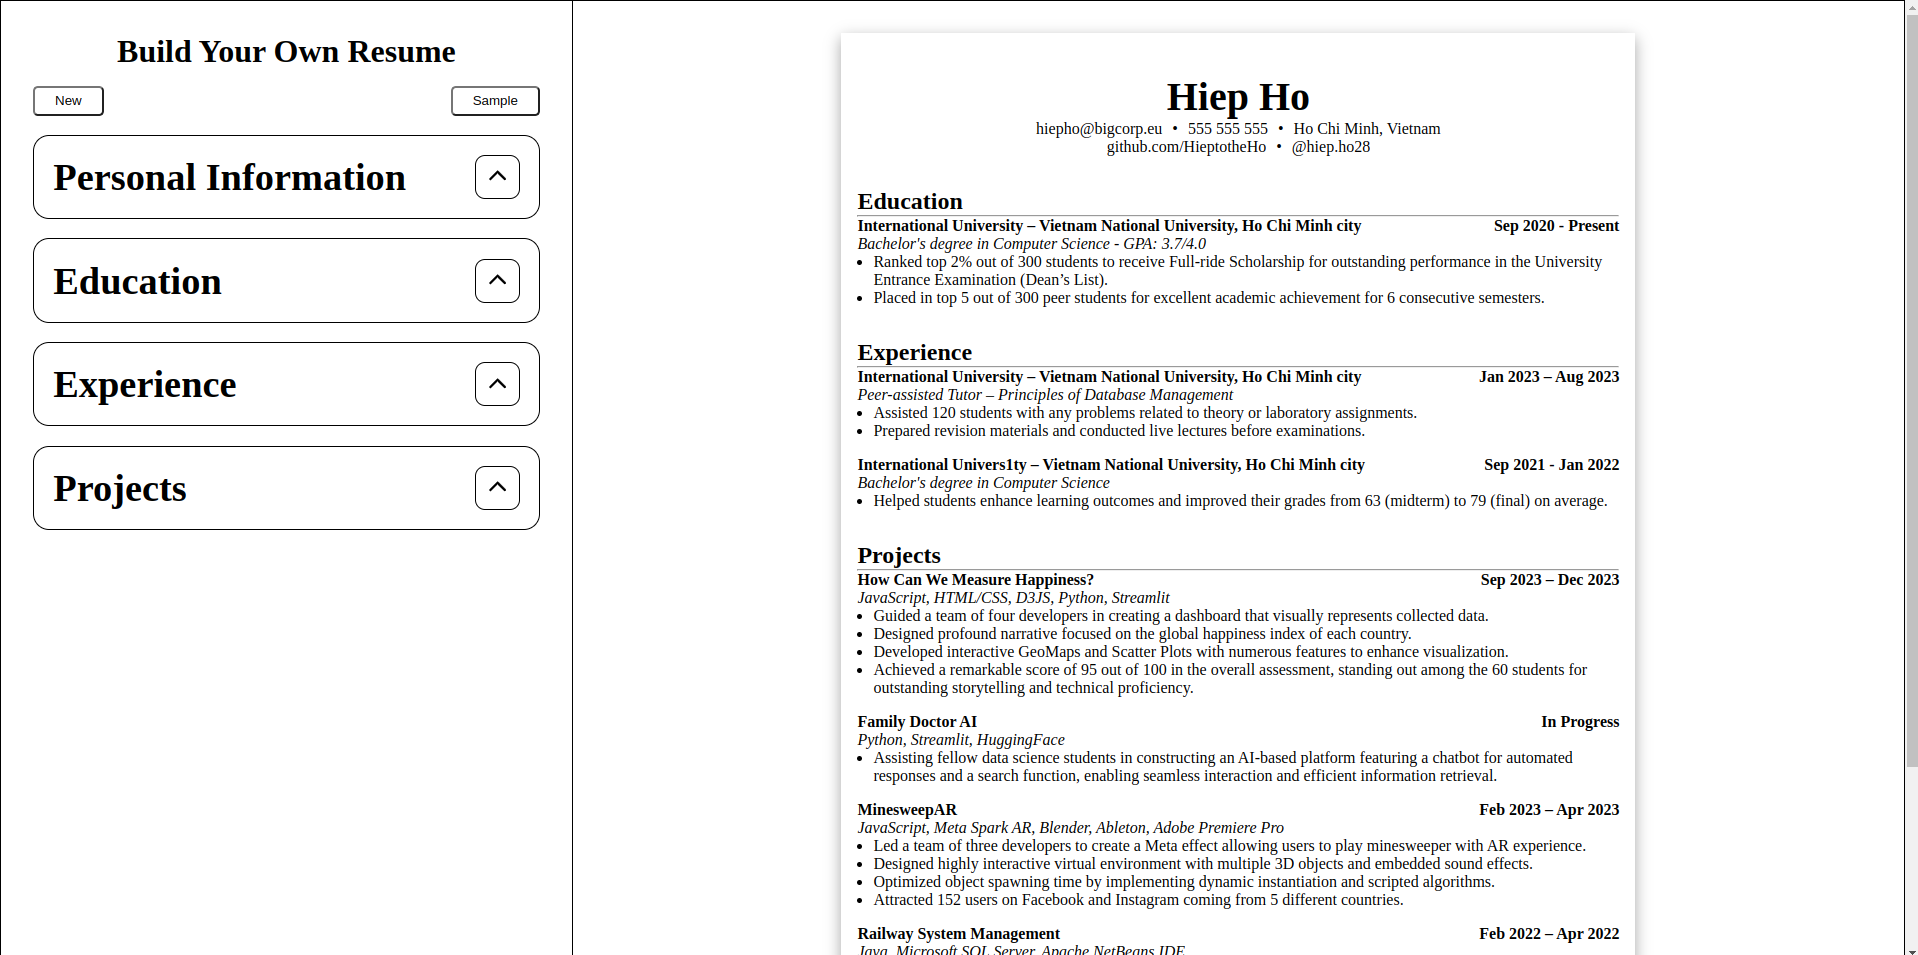 Build Your Own Resume
New
Sample
Personal Information
Education
Experience
Projects
Hiep Ho
hiepho@bigcorp.eu • 555 555 555 • Ho Chi Minh, Vietnam
github.com/HieptotheHo • @hiep.ho28
Education
International University – Vietnam National University, Ho Chi Minh city Sep 2020 - Present
Bachelor's degree in Computer Science - GPA: 3.7/4.0
• Ranked top 2% out of 300 students to receive Full-ride Scholarship for outstanding performance in the University
Entrance Examination (Dean’s List).
• Placed in top 5 out of 300 peer students for excellent academic achievement for 6 consecutive semesters.
Experience
International University – Vietnam National University, Ho Chi Minh city Jan 2023 – Aug 2023
Peer-assisted Tutor – Principles of Database Management
• Assisted 120 students with any problems related to theory or laboratory assignments.
• Prepared revision materials and conducted live lectures before examinations.
International Univers1ty – Vietnam National University, Ho Chi Minh city Sep 2021 - Jan 2022
Bachelor's degree in Computer Science
• Helped students enhance learning outcomes and improved their grades from 63 (midterm) to 79 (final) on average.
Projects
How Can We Measure Happiness? Sep 2023 – Dec 2023
JavaScript, HTML/CSS, D3JS, Python, Streamlit
• Guided a team of four developers in creating a dashboard that visually represents collected data.
• Designed profound narrative focused on the global happiness index of each country.
• Developed interactive GeoMaps and Scatter Plots with numerous features to enhance visualization.
• Achieved a remarkable score of 95 out of 100 in the overall assessment, standing out among the 60 students for
outstanding storytelling and technical proficiency.
Family Doctor AI In Progress
Python, Streamlit, HuggingFace
• Assisting fellow data science students in constructing an AI-based platform featuring a chatbot for automated
responses and a search function, enabling seamless interaction and efficient information retrieval.
MinesweepAR Feb 2023 – Apr 2023
JavaScript, Meta Spark AR, Blender, Ableton, Adobe Premiere Pro
• Led a team of three developers to create a Meta effect allowing users to play minesweeper with AR experience.
• Designed highly interactive virtual environment with multiple 3D objects and embedded sound effects.
• Optimized object spawning time by implementing dynamic instantiation and scripted algorithms.
• Attracted 152 users on Facebook and Instagram coming from 5 different countries.
Railway System Management Feb 2022 – Apr 2022
Java, Microsoft SQL Server, Apache NetBeans IDE